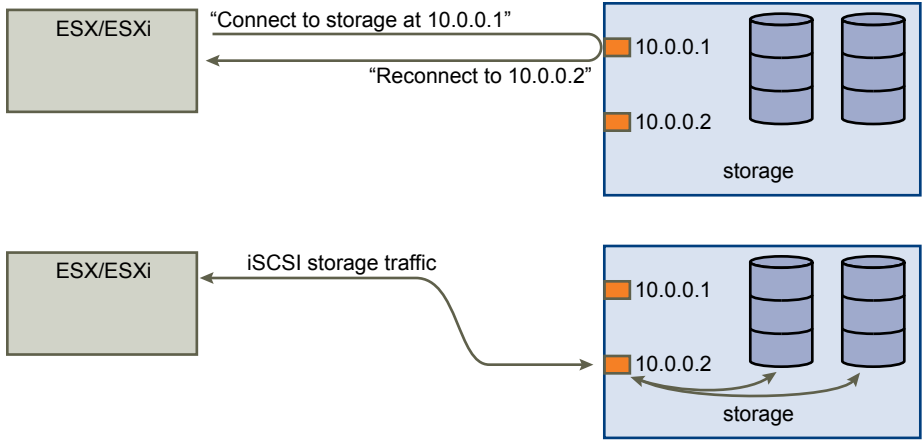 ESX/ESXi
“Connect to storage at 10.0.0.1”
10.0.0.1
“Reconnect to 10.0.0.2”
10.0.0.2
storage
ESX/ESXi
iSCSI storage traffic
10.0.0.1
10.0.0.2
storage